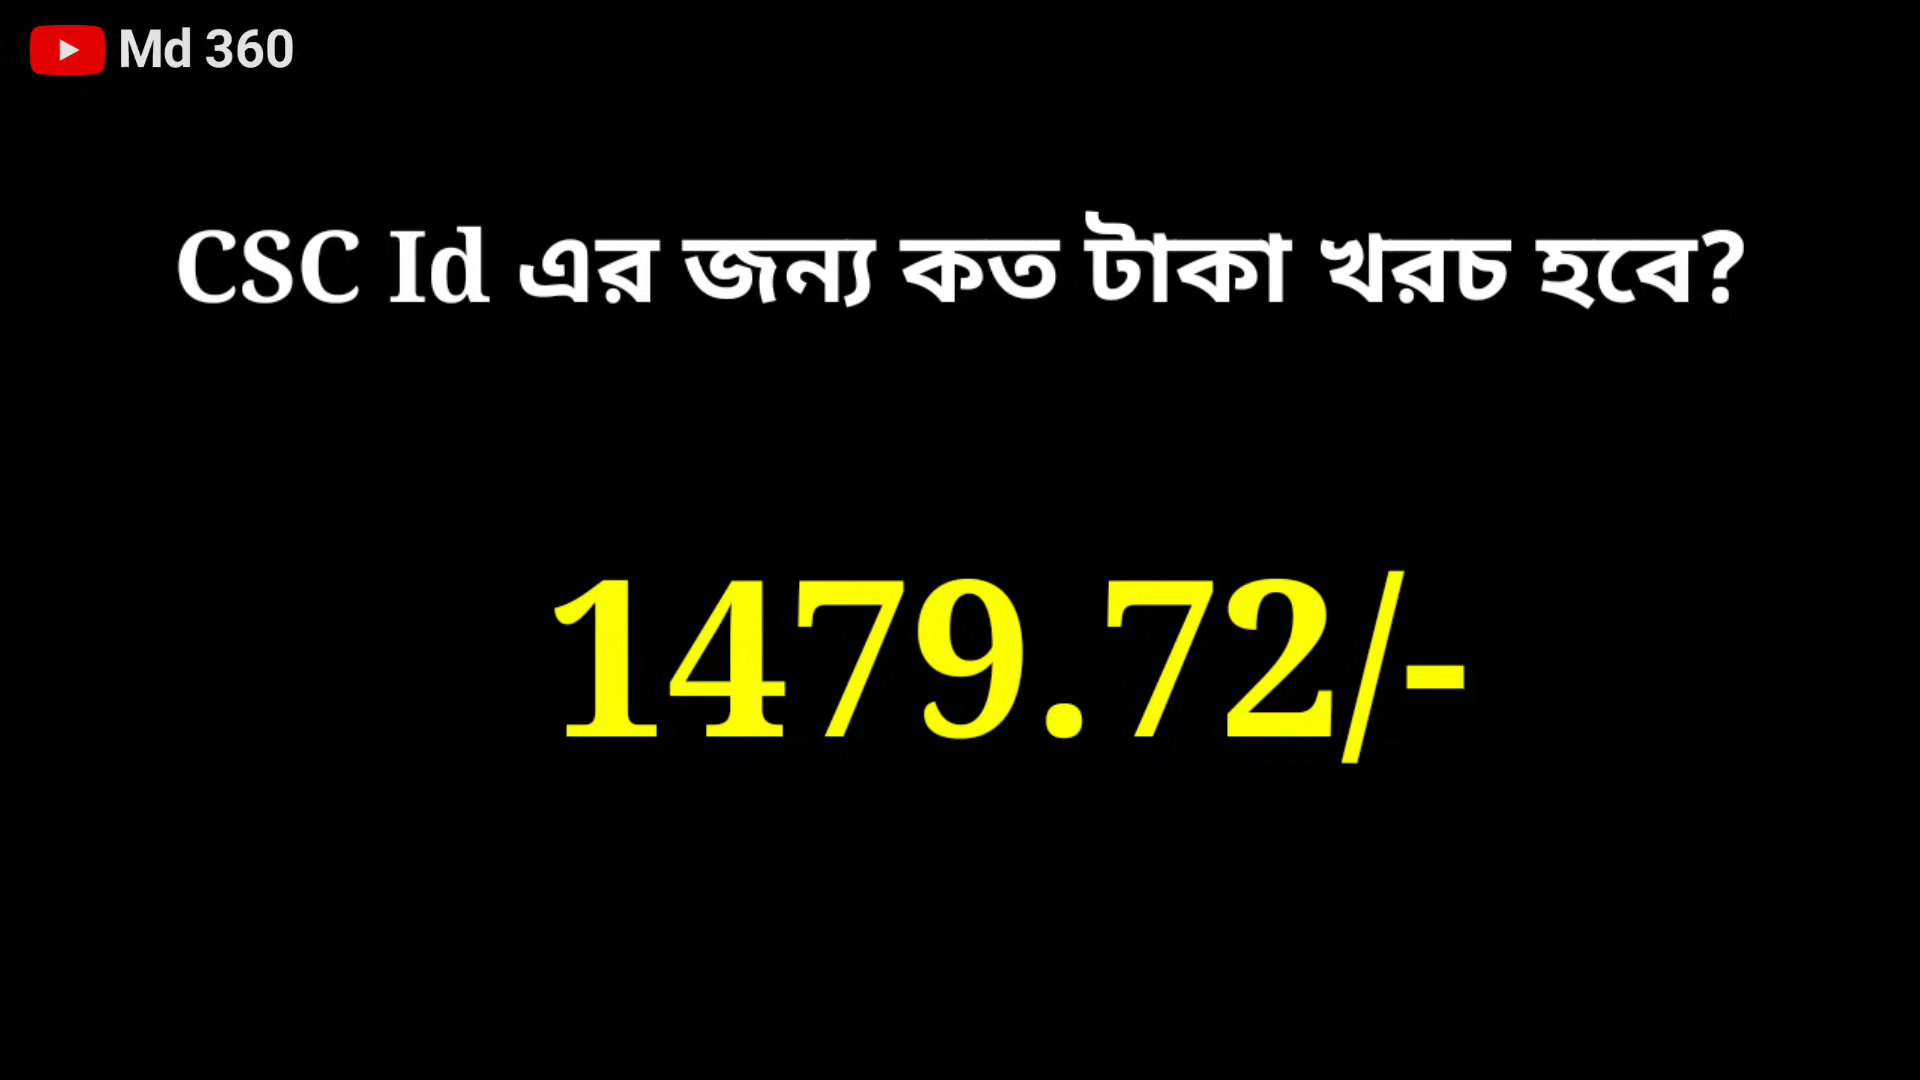 Md 360
CSC Id এর জন্য কত টাকা খরচ হবে?
1479.72/-